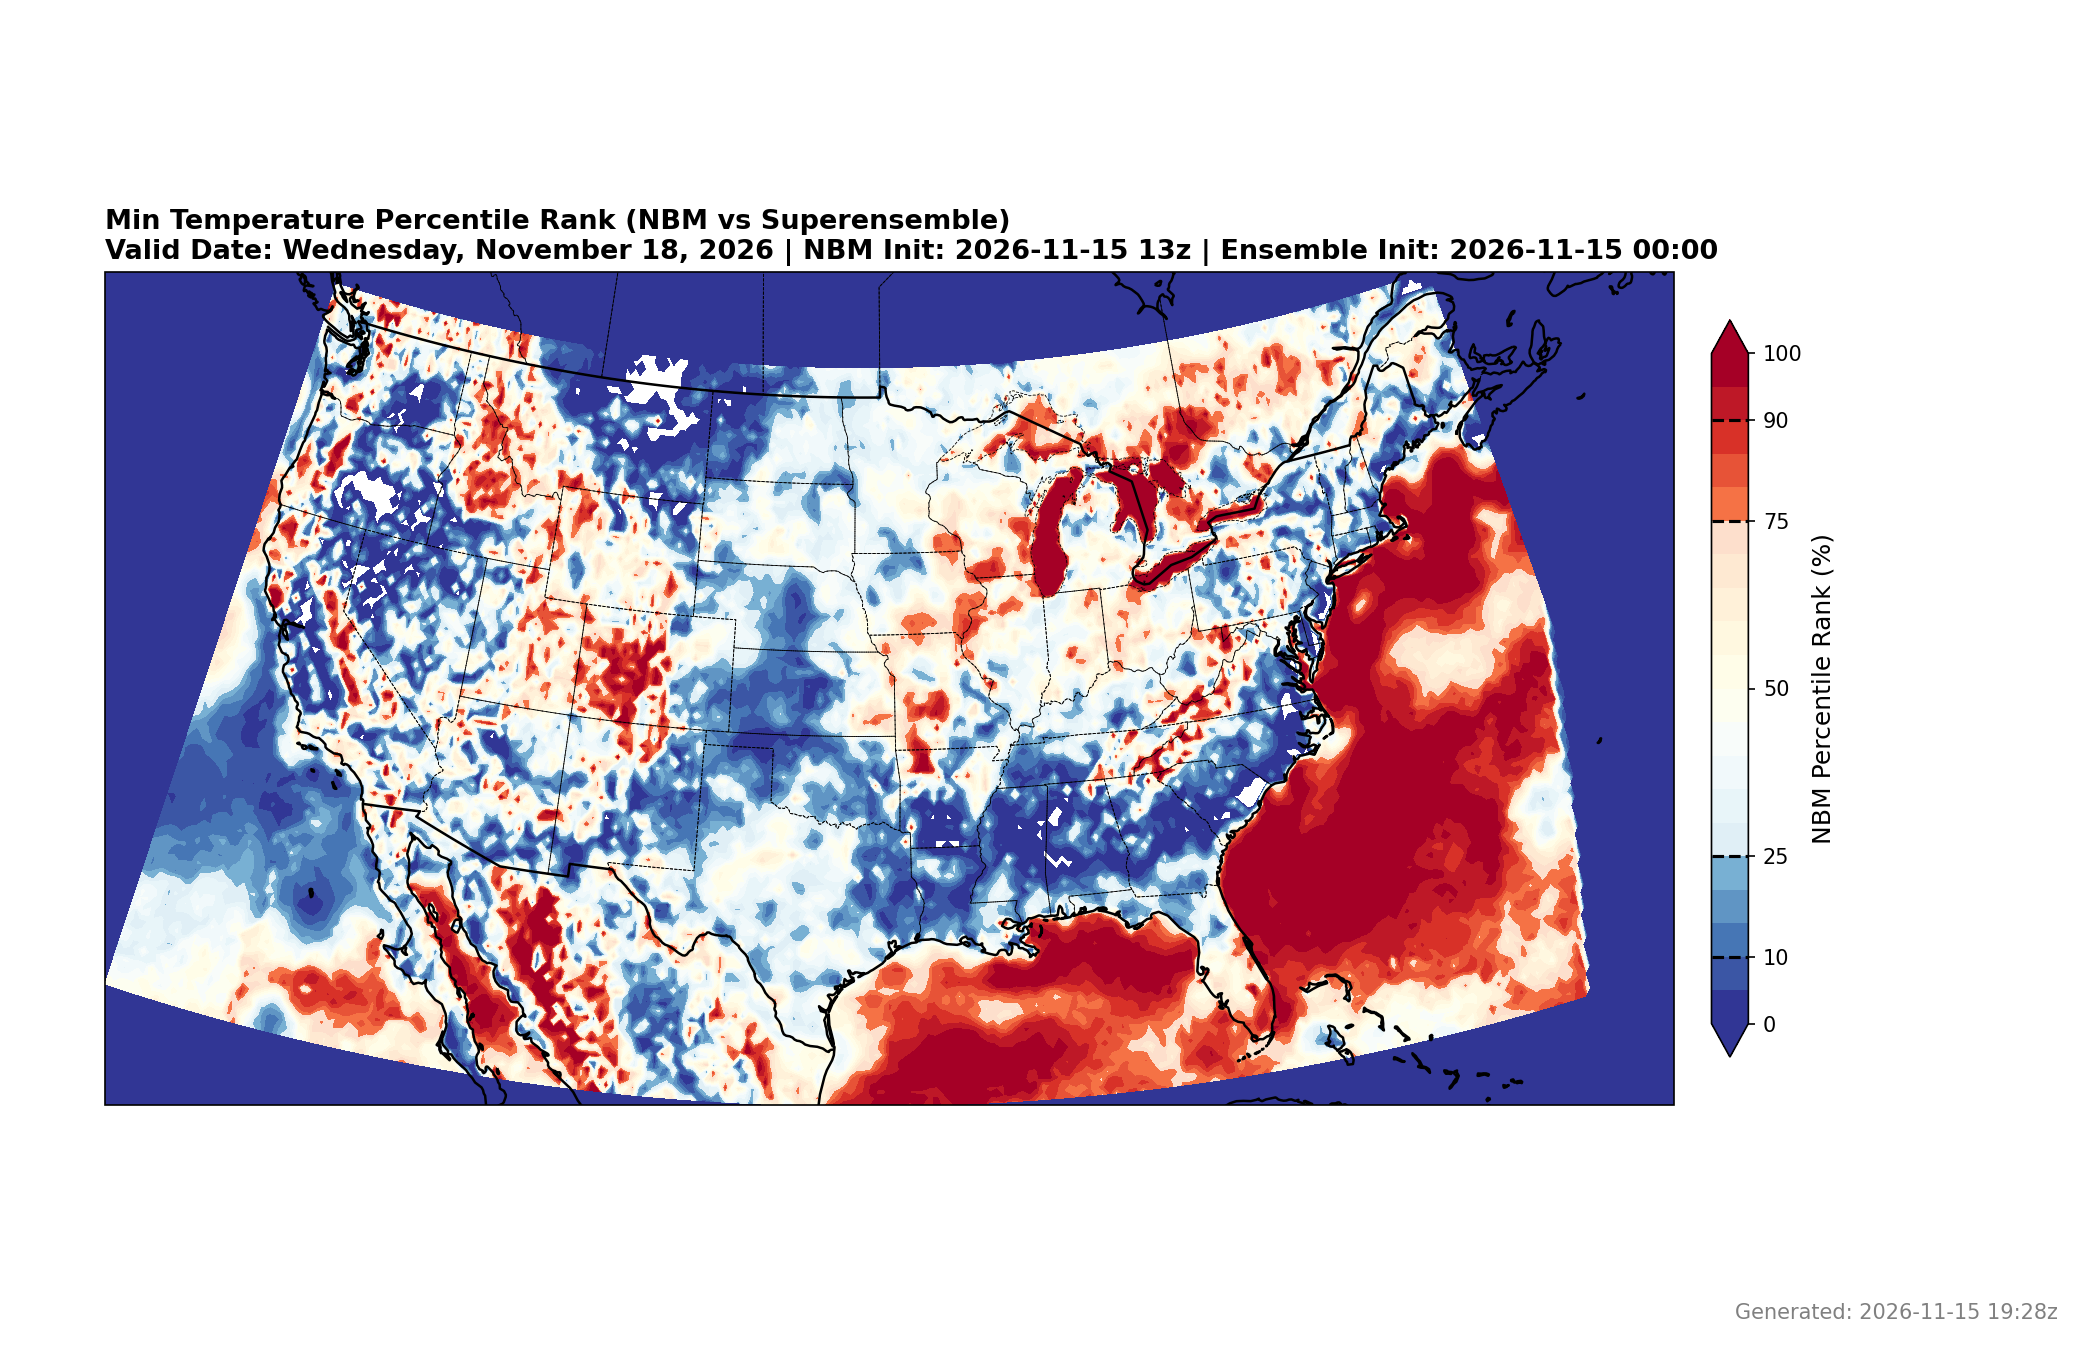 Min Temperature Percentile Rank (NBM vs Superensemble)
Valid Date: Wednesday, November 18, 2026 | NBM Init: 2026-11-15 13z | Ensemble Init: 2026-11-15 00:00
100
90
75
50
25
10
0
NBM Percentile Rank (%)
Generated: 2026-11-15 19:28z